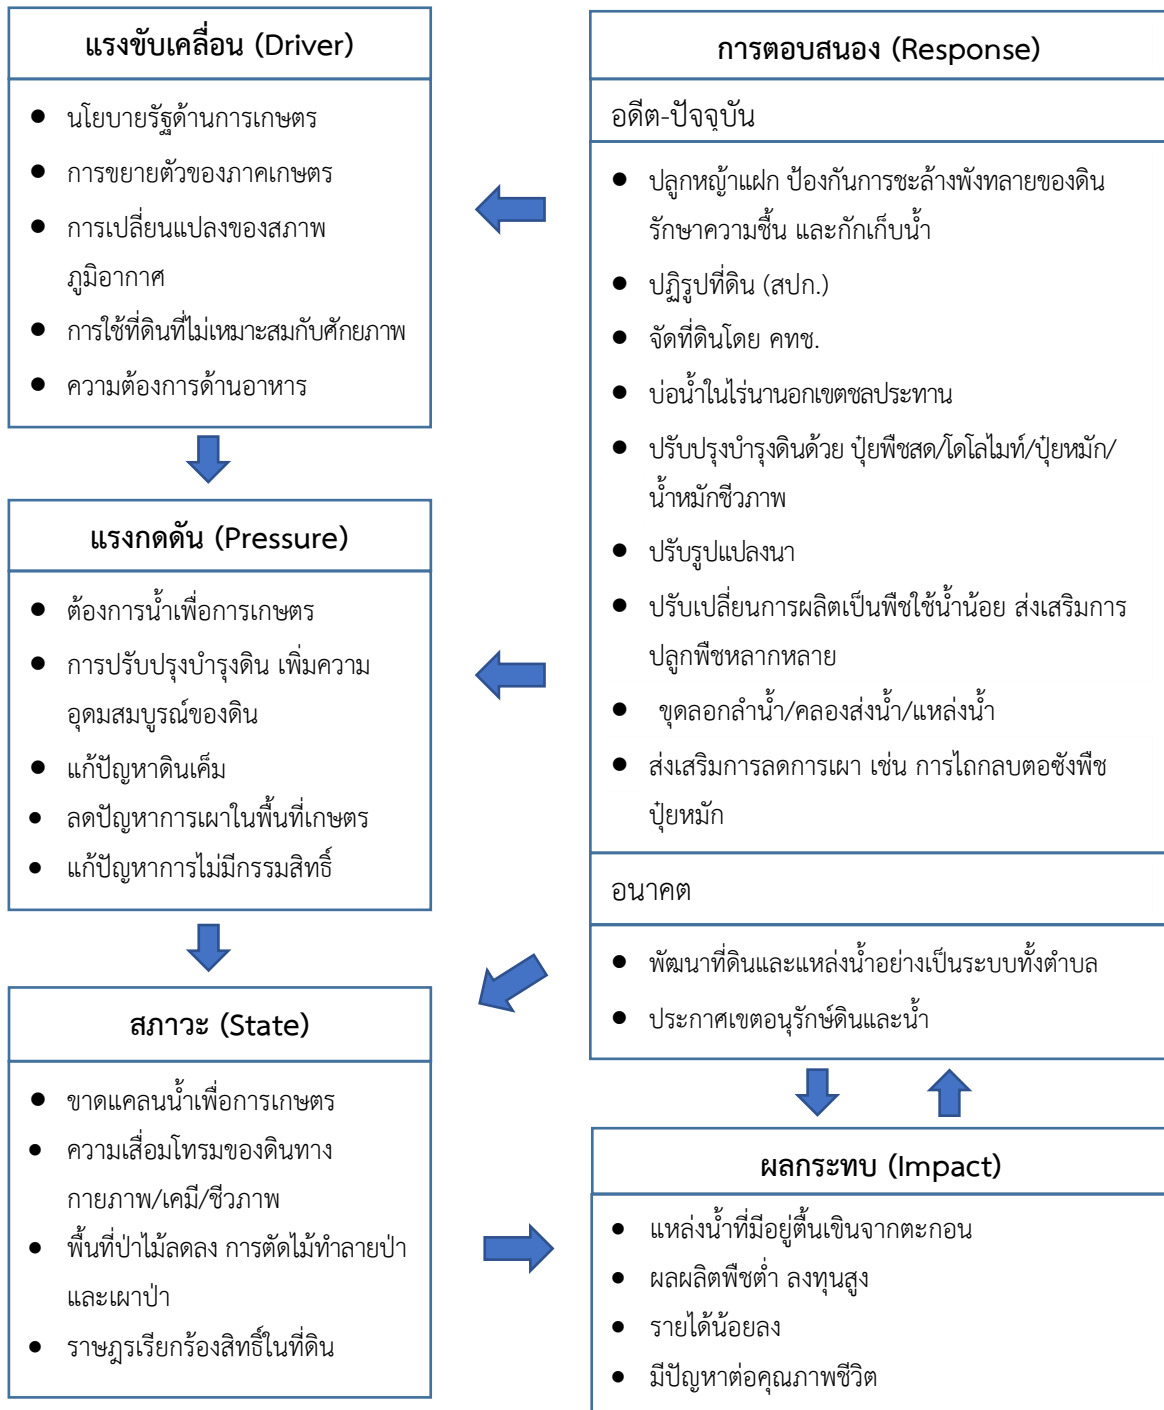 แรงขับเคลื่อน (Driver)
● นโยบายรัฐด้านการเกษตร
● การขยายตัวของภาคเกษตร
● การเปลี่ยนแปลงของสภาพ
ภูมิอากาศ
● การใช้ที่ดินที่ไม่เหมาะสมกับศักยภาพ
● ความต้องการด้านอาหาร
แรงกดดัน (Pressure)
● ต้องการน้ำเพื่อการเกษตร
● การปรับปรุงบำรุงดิน เพิ่มความ
อุดมสมบูรณ์ของดิน
● แก้ปัญหาดินเค็ม
● ลดปัญหาการเผาในพื้นที่เกษตร
● แก้ปัญหาการไม่มีกรรมสิทธิ์
สภาวะ (State)
● ขาดแคลนน้ำเพื่อการเกษตร
● ความเสื่อมโทรมของดินทาง
กายภาพ/เคมี/ชีวภาพ
● พื้นที่ป่าไม้ลดลง การตัดไม้ทำลายป่า
และเผาป่า
● ราษฎรเรียกร้องสิทธิ์ในที่ดิน
การตอบสนอง (Response)
อดีต-ปัจจุบัน
● ปลูกหญ้าแฝก ป้องกันการชะล้างพังทลายของดิน
รักษาความชื้น และกักเก็บน้ำ
● ปฏิรูปที่ดิน (สปก.)
● จัดที่ดินโดย คทช.
● บ่อน้ำในไร่นานอกเขตชลประทาน
● ปรับปรุงบำรุงดินด้วย ปุ๋ยพืชสด/โดโลไมท์/ปุ๋ยหมัก/
น้ำหมักชีวภาพ
● ปรับรูปแปลงนา
● ปรับเปลี่ยนการผลิตเป็นพืชใช้น้ำน้อย ส่งเสริมการ
ปลูกพืชหลากหลาย
● ขุดลอกลำน้ำ/คลองส่งน้ำ/แหล่งน้ำ
● ส่งเสริมการลดการเผา เช่น การไถกลบตอซังพืช
ปุ๋ยหมัก
อนาคต
● พัฒนาที่ดินและแหล่งน้ำอย่างเป็นระบบทั้งตำบล
● ประกาศเขตอนุรักษ์ดินและน้ำ
ผลกระทบ (Impact)
● แหล่งน้ำที่มีอยู่ตื้นเขินจากตะกอน
● ผลผลิตพืชต่ำ ลงทุนสูง
● รายได้น้อยลง
● มีปัญหาต่อคุณภาพชีวิต